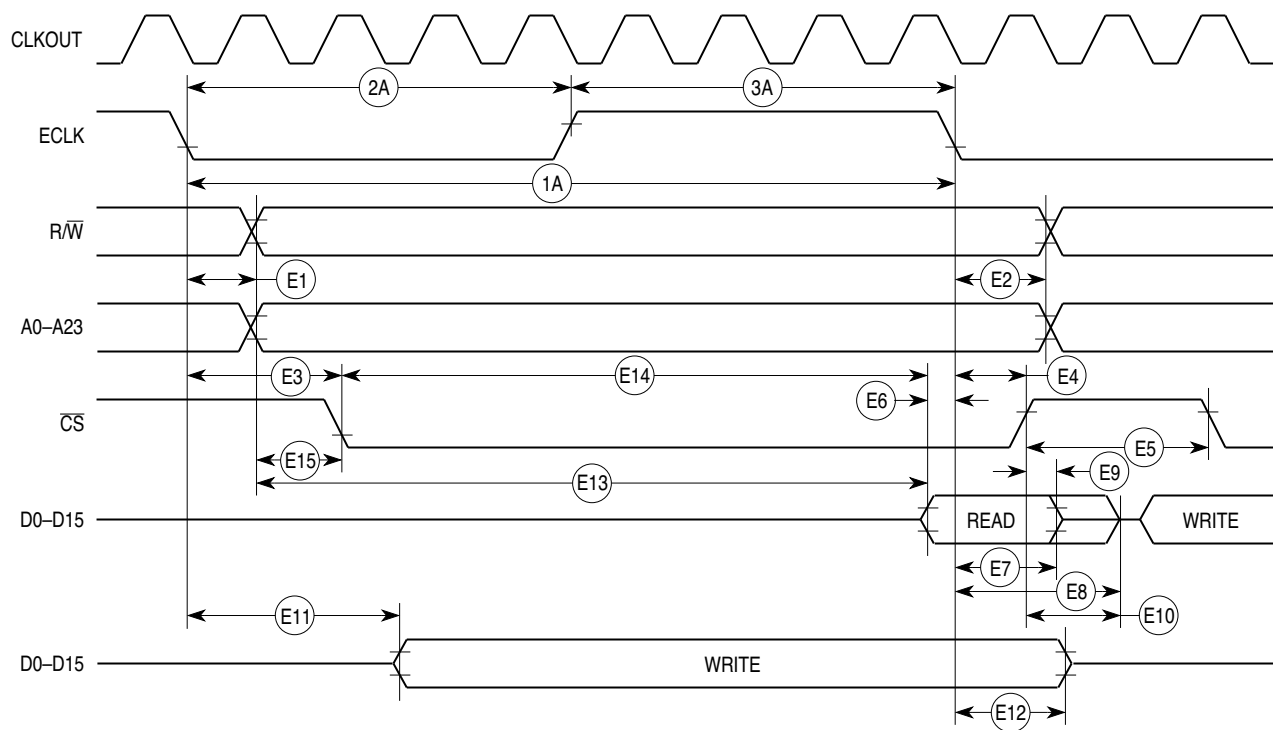 CLKOUT
2A 3A
ECLK
1A
R/W̅
E1 E2
A0–A23
E3 E14 E4
E6
C̅S̅
E15 E5
E13 E9
D0–D15 READ WRITE
E7
E8
E11 E10
D0–D15 WRITE
E12